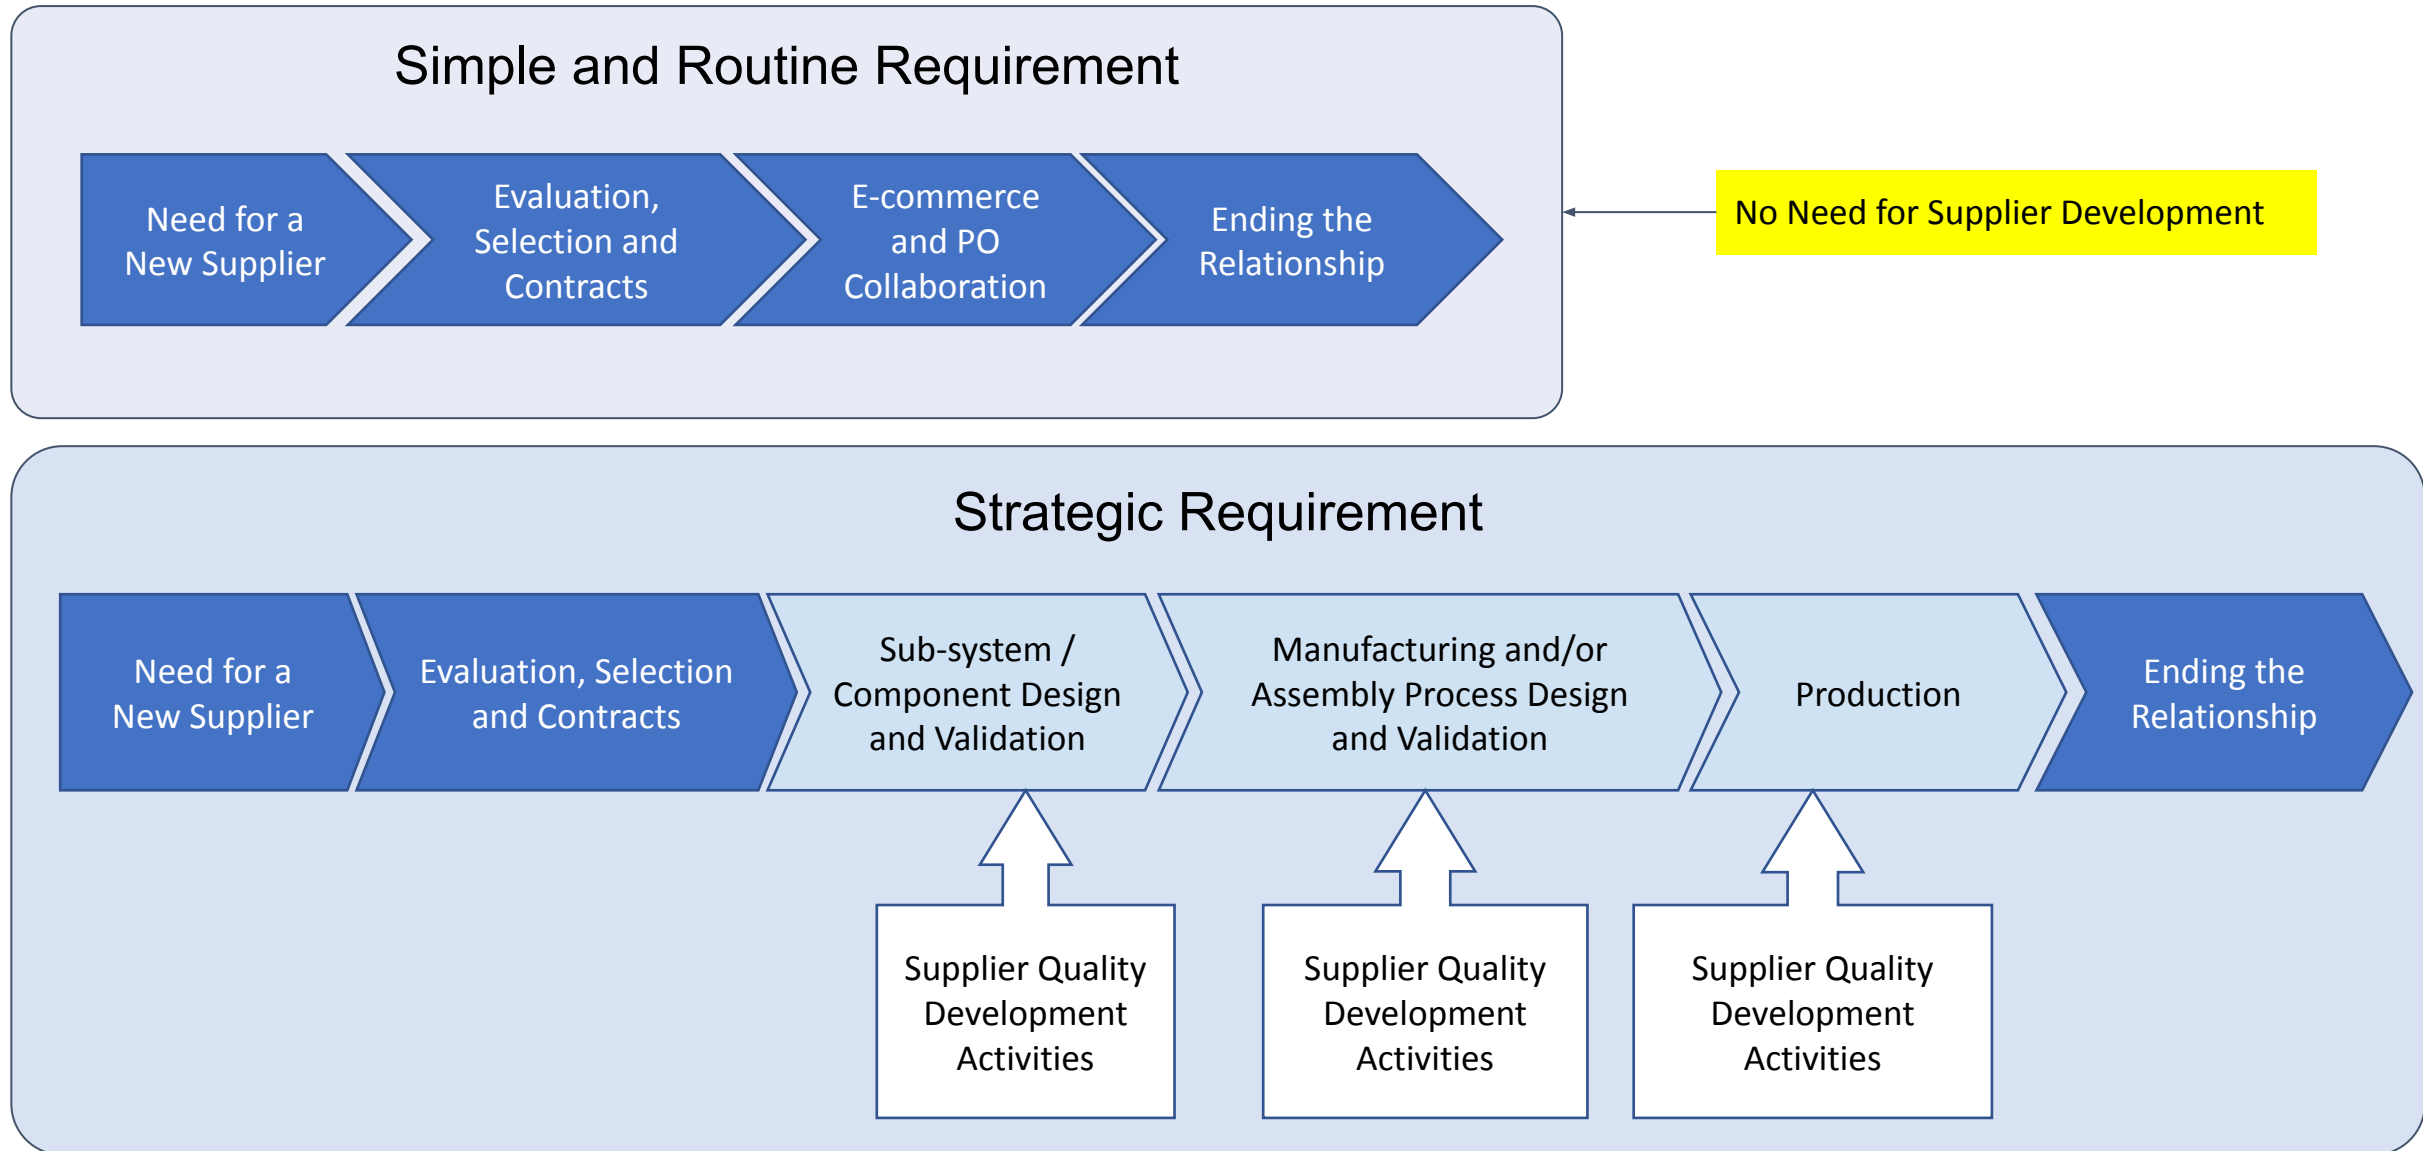 Simple and Routine Requirement
Need for a
New Supplier
Evaluation,
Selection and
Contracts
E-commerce
and PO
Collaboration
Ending the
Relationship
No Need for Supplier Development
Strategic Requirement
Need for a
New Supplier
Evaluation, Selection
and Contracts
Sub-system /
Component Design
and Validation
Manufacturing and/or
Assembly Process Design
and Validation
Production
Ending the
Relationship
Supplier Quality
Development
Activities
Supplier Quality
Development
Activities
Supplier Quality
Development
Activities